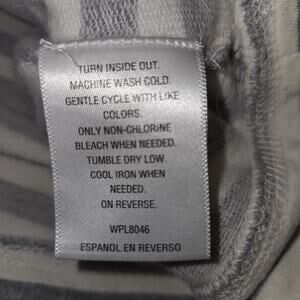 TURN INSIDE OUT.
MACHINE WASH COLD.
GENTLE CYCLE WITH LIKE
COLORS.
ONLY NON-CHLORINE
BLEACH WHEN NEEDED.
TUMBLE DRY LOW.
COOL IRON WHEN
NEEDED.
ON REVERSE.
WPL8046
ESPANOL EN REVERSO